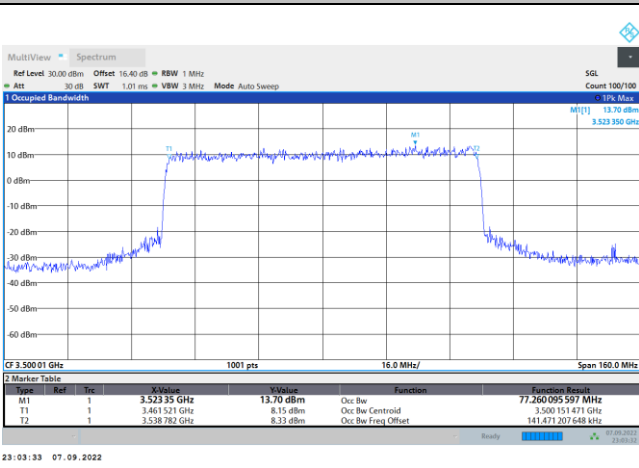 MultiView Spectrum
Ref Level 30.00 dBm Offset 16.40 dB RBW 1 MHz SGL
Att 30 dB SWT 1.01 ms VBW 3 MHz Mode Auto Sweep Count 100/100
1 Occupied Bandwidth 1Pk Max
M1[1] 13.70 dBm
3.523 350 GHz
20 dBm
M1
T1
T2
10 dBm
0 dBm
-10 dBm
-20 dBm
-30 dBm
-40 dBm
-50 dBm
-60 dBm
CF 3.500 01 GHz 1001 pts 16.0 MHz/ Span 160.0 MHz
2 Marker Table
Type Ref Trc X-Value Y-Value Function Function Result
M1 1 3.523 35 GHz 13.70 dBm Occ Bw 77.260 095 597 MHz
T1 1 3.461 521 GHz 8.15 dBm Occ Bw Centroid 3.500 151 471 GHz
T2 1 3.538 782 GHz 8.33 dBm Occ Bw Freq Offset 141.471 207 648 kHz
Ready 07.09.2022
23:03:32
23:03:33 07.09.2022